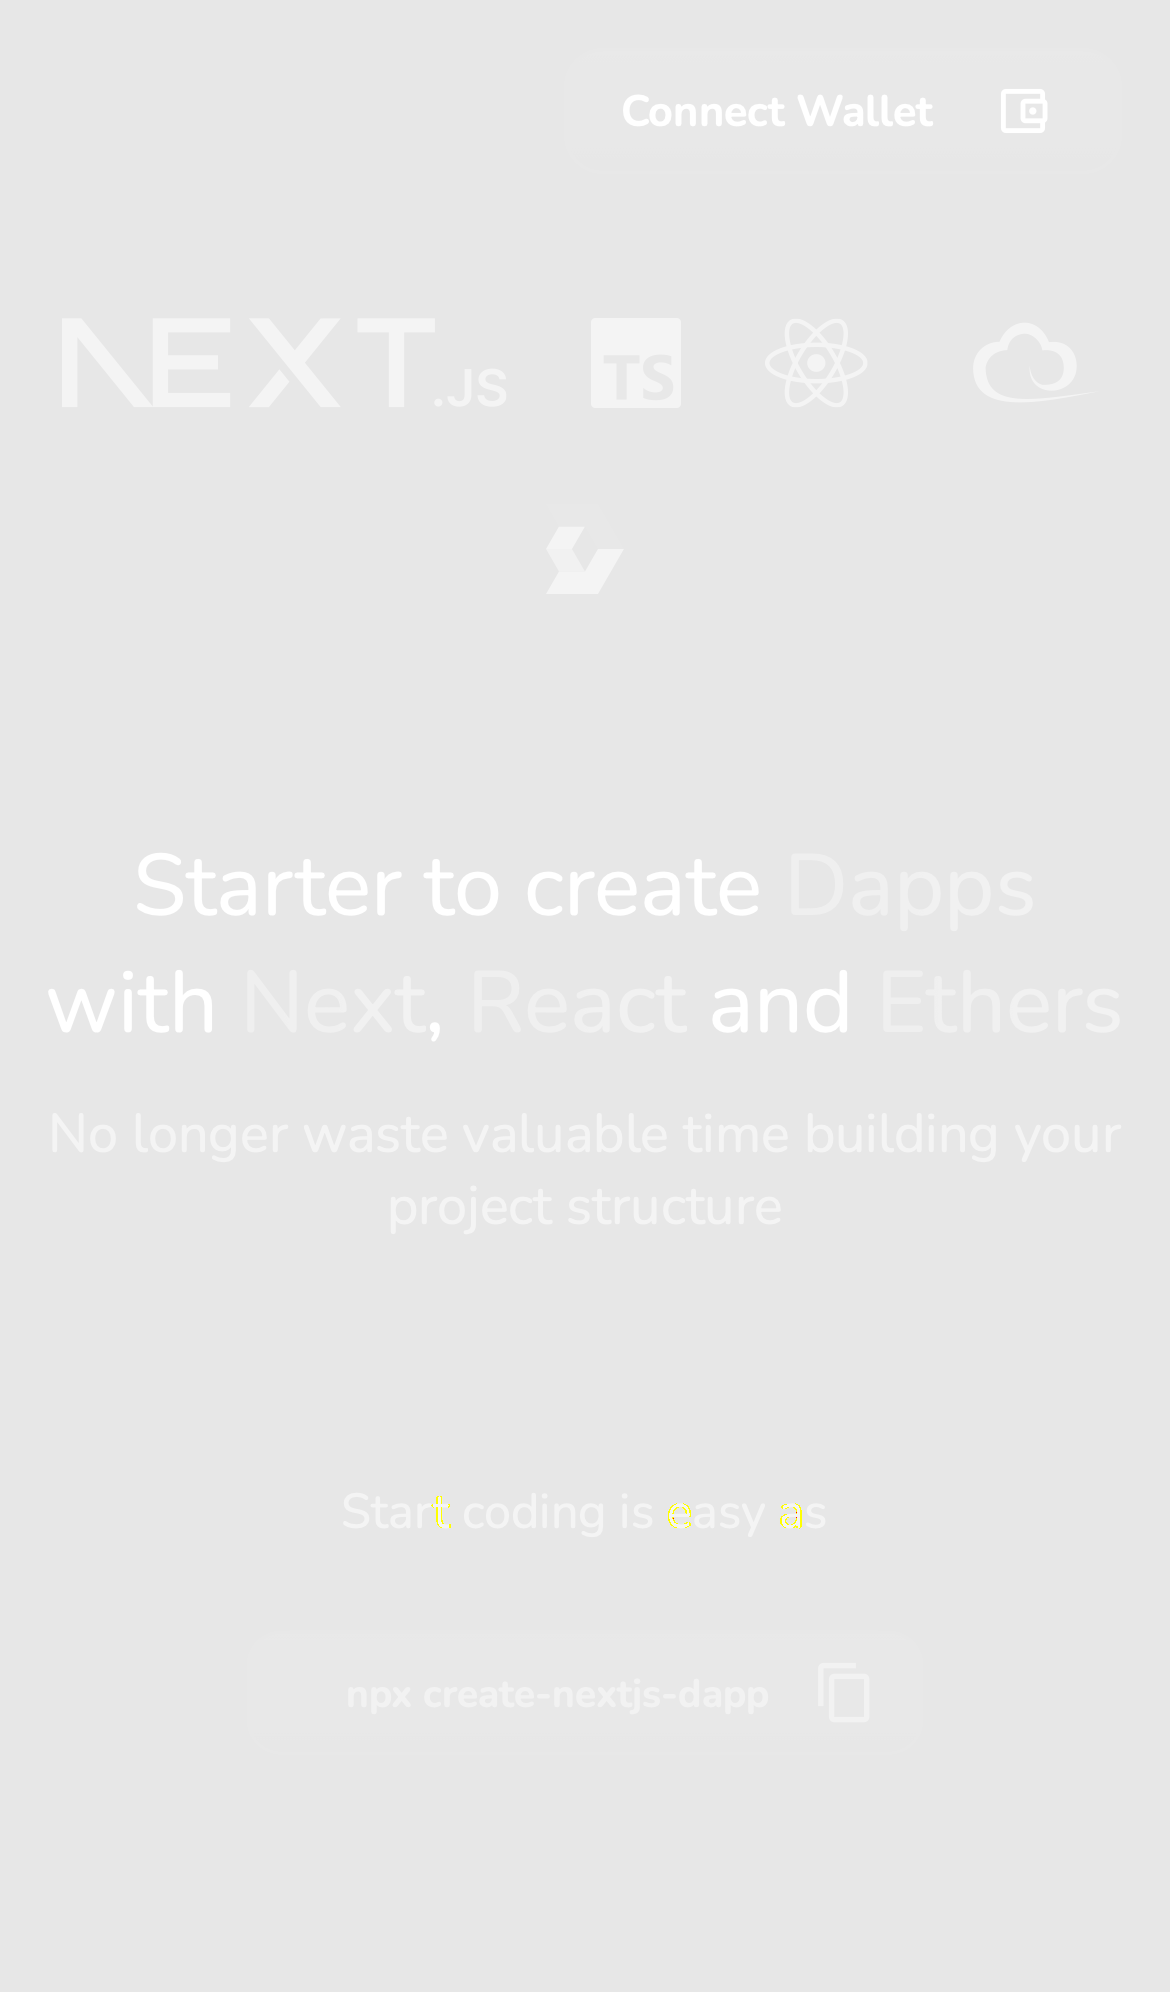 Connect Wallet
NEXT.JS
TS
Starter to create Dapps
with Next, React and Ethers
No longer waste valuable time building your
project structure
Start coding is easy as
npx create-nextjs-dapp